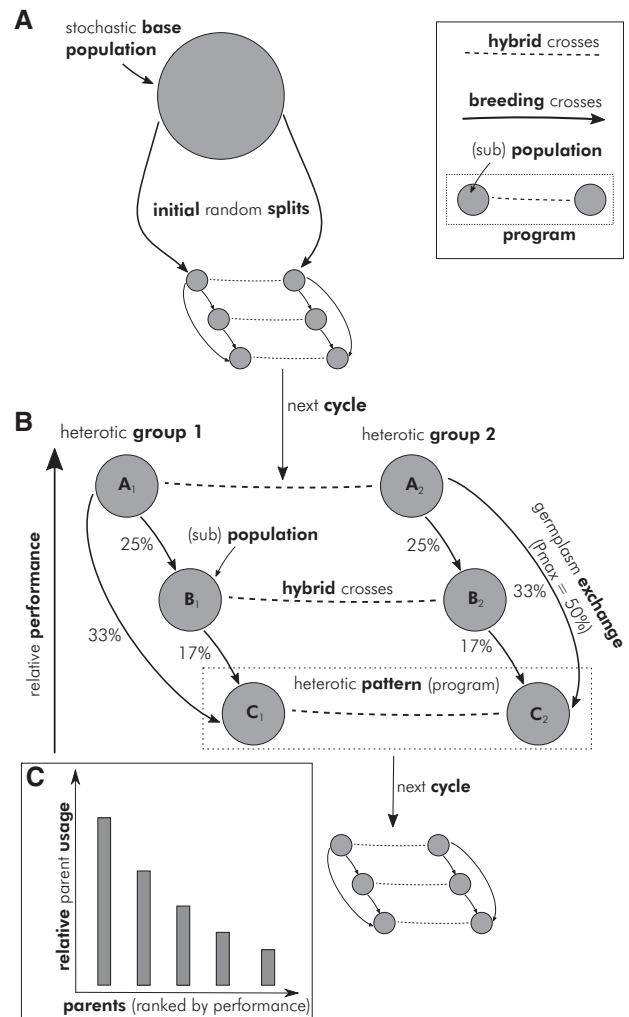 A
stochastic base
population
hybrid crosses
breeding crosses
(sub) population
program
initial random splits
next cycle
B
heterotic group 1
heterotic group 2
relative performance
A1
A2
25%
(sub) population
25%
germplasm exchange
(Pmax = 50%)
B1
hybrid crosses
B2
33%
33%
17%
17%
heterotic pattern (program)
C1
C2
next cycle
C
relative parent usage
parents (ranked by performance)